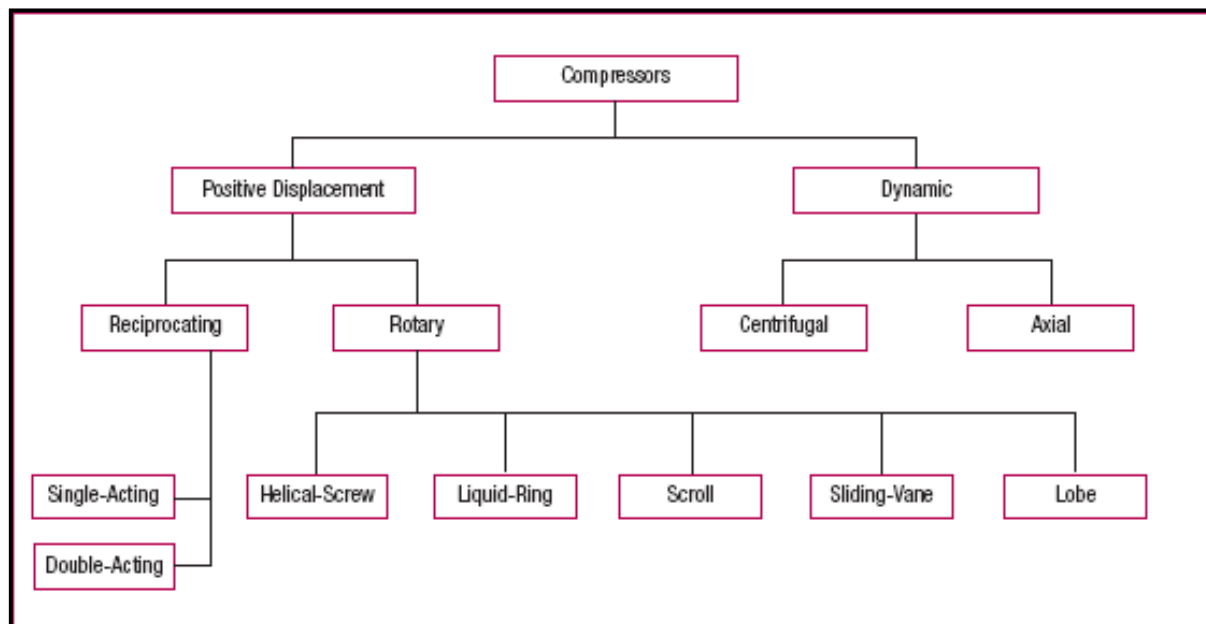 Compressors
Positive Displacement
Dynamic
Reciprocating
Rotary
Centrifugal
Axial
Single-Acting
Helical-Screw
Liquid-Ring
Scroll
Sliding-Vane
Lobe
Double-Acting